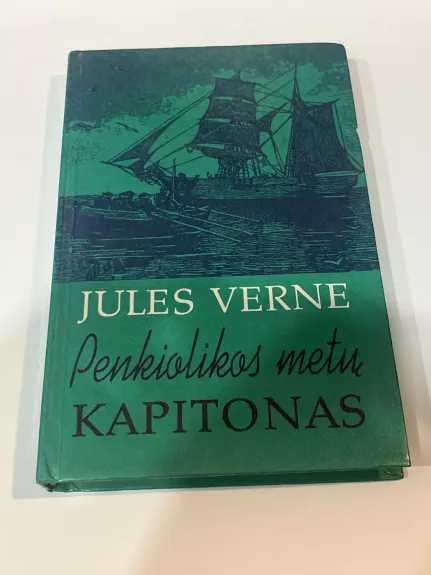 JULES VERNE
Penkiolikos metų
KAPITONAS